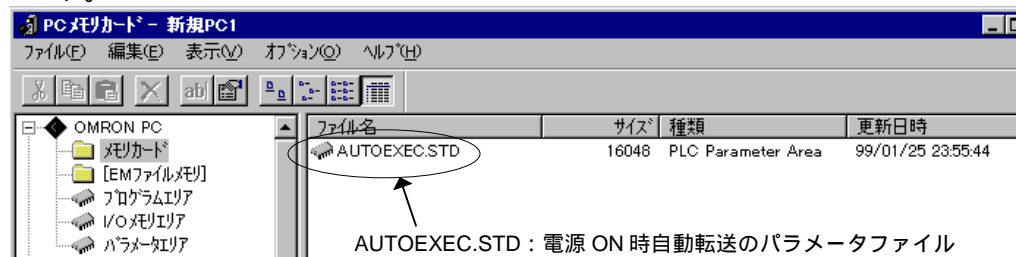 PCメモリカード - 新規PC1
ファイル(F) 編集(E) 表示(V) オプション(O) ヘルプ(H)
ab
OMRON PC
メモリカード
[EMファイルメモリ]
プログラムエリア
I/Oメモリエリア
パラメータエリア
ファイル名 サイズ 種類 更新日時
AUTOEXEC.STD 16048 PLC Parameter Area 99/01/25 23:55:44
AUTOEXEC.STD：電源 ON 時自動転送のパラメータファイル